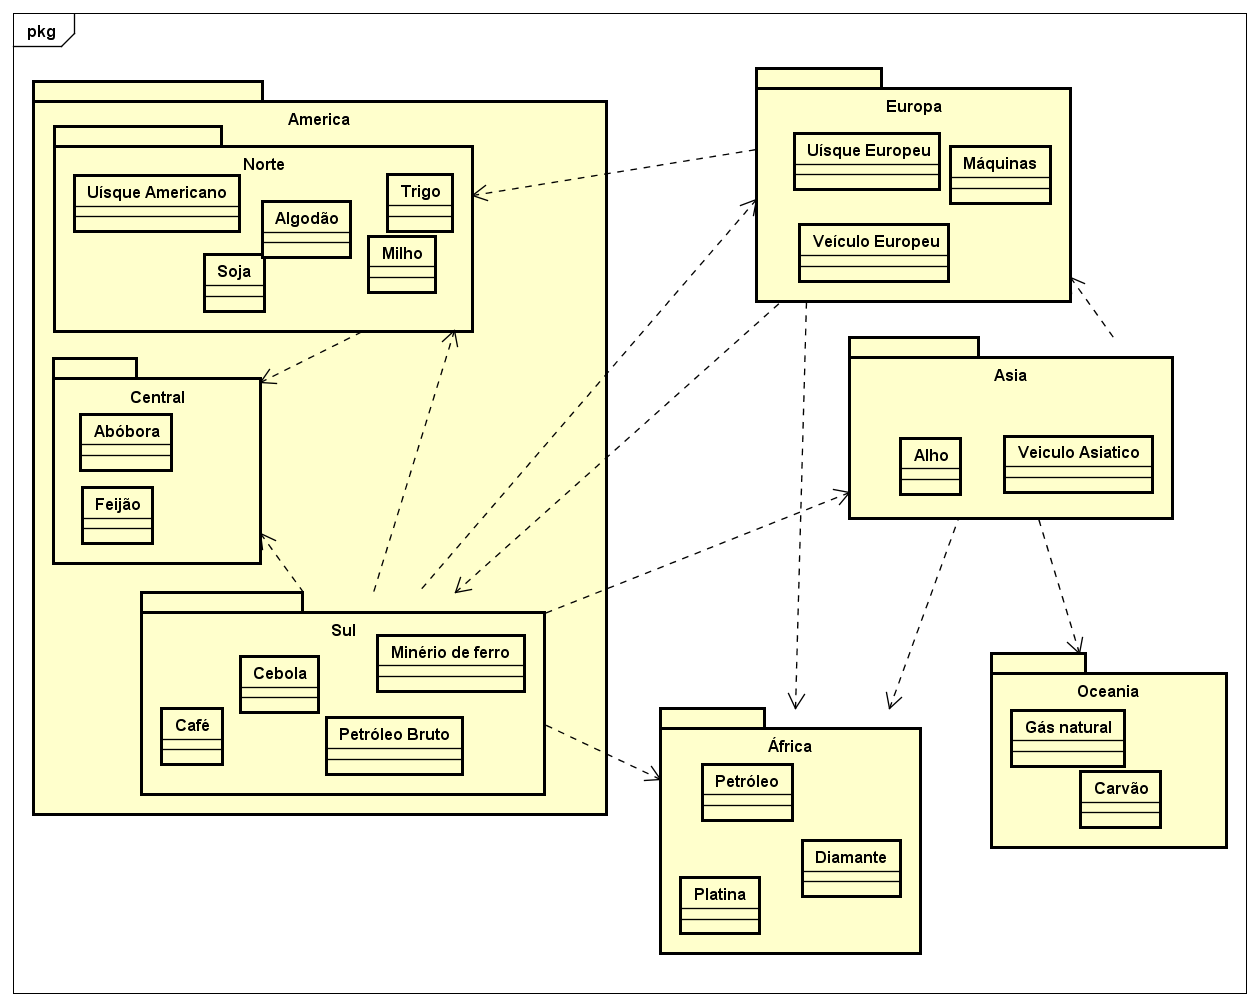 pkg
America
Norte
Uísque Americano
Trigo
Algodão
Milho
Soja
Central
Abóbora
Feijão
Sul
Minério de ferro
Cebola
Café
Petróleo Bruto
Europa
Uísque Europeu
Máquinas
Veículo Europeu
Asia
Alho
Veiculo Asiatico
Oceania
Gás natural
Carvão
África
Petróleo
Diamante
Platina